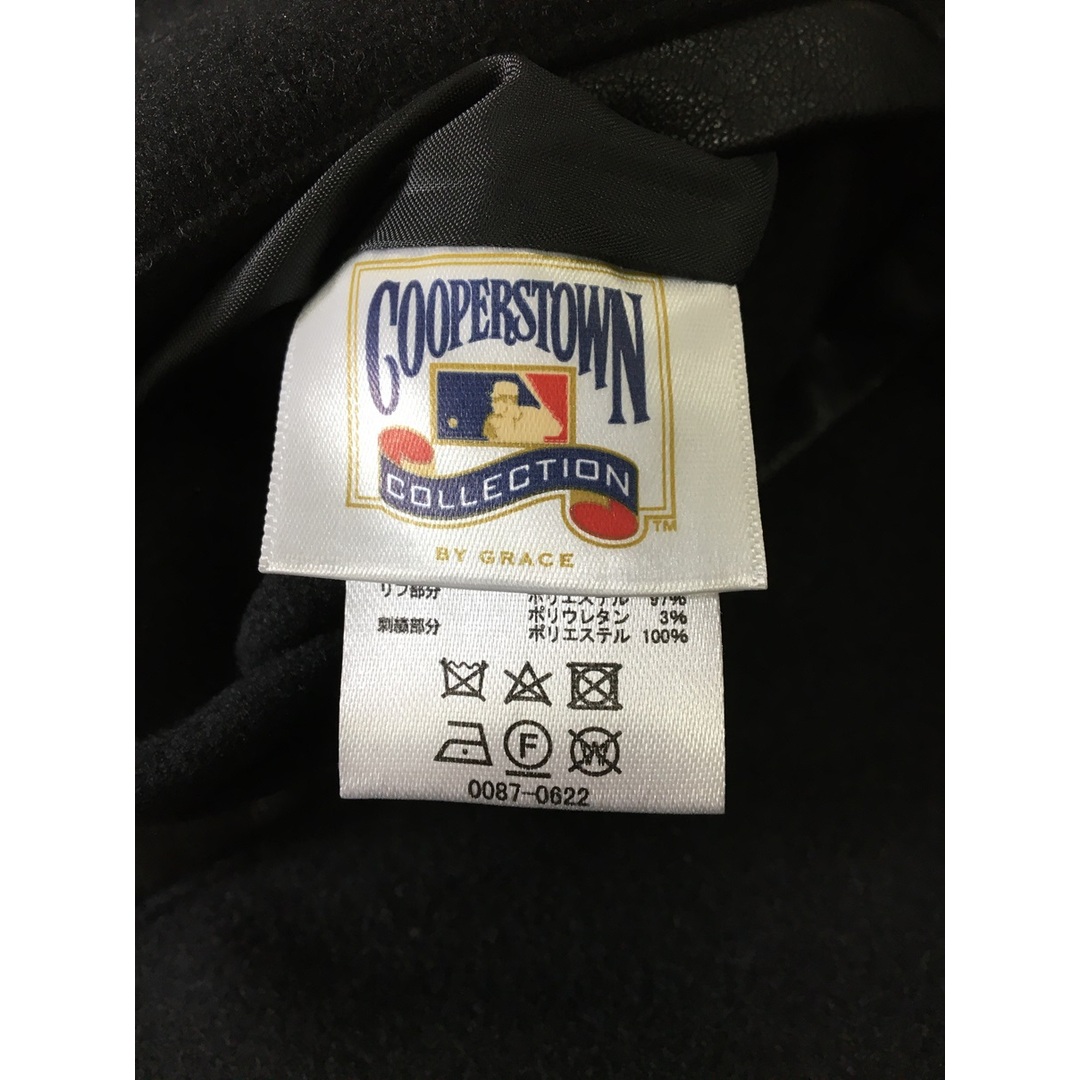 COOPERSTOWN
COLLECTION
TM
BY GRACE
リブ部分 ポリエステル 97%
ポリウレタン 3%
刺繍部分 ポリエステル 100%
F
W
0087-0622